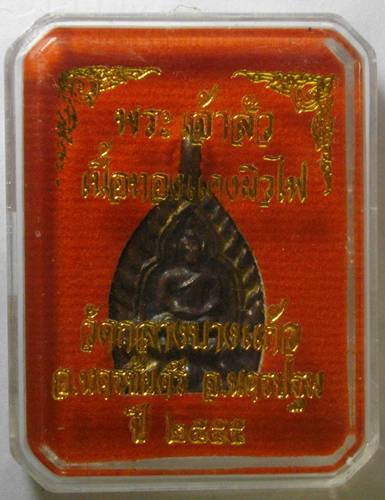 พระ เจ้าสัว
เนื้อทองแดงผิวไฟ
วัดกลางบางแก้ว
อ.นครชัยศรี จ.นครปฐม
ปี ๒๕๕๕